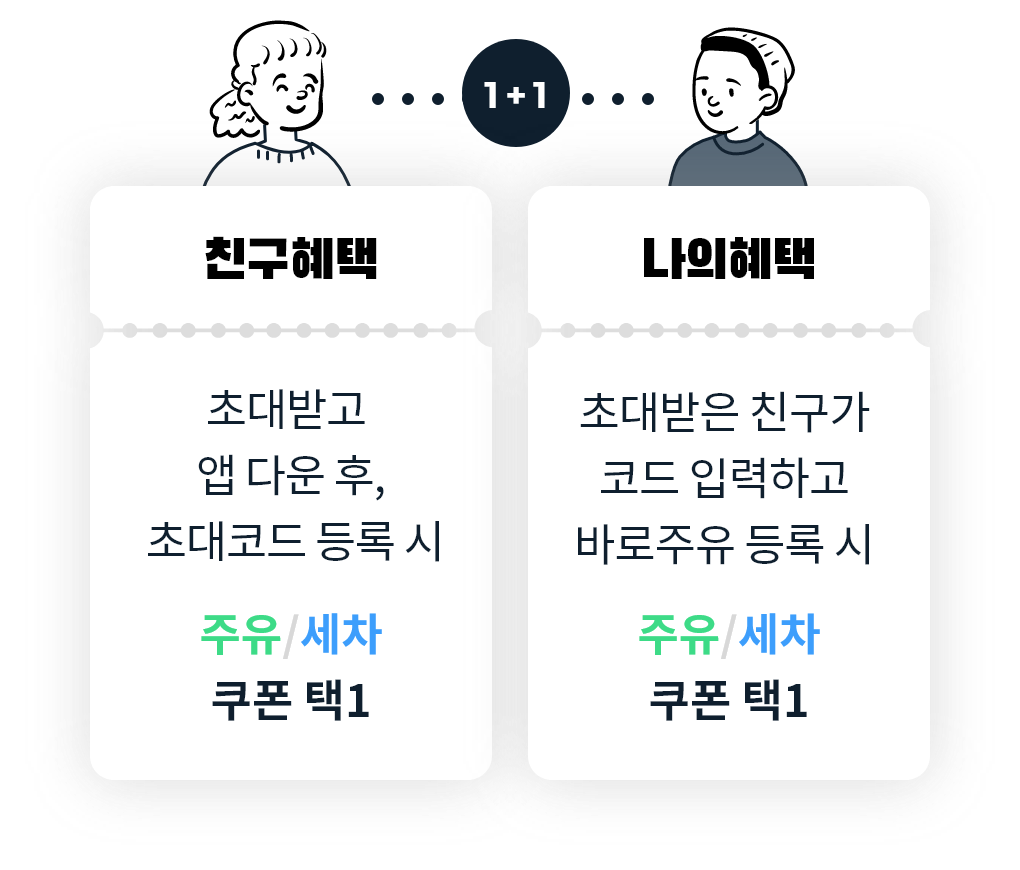 1+1
친구혜택
초대받고
앱 다운 후,
초대코드 등록 시
주유/세차
쿠폰 택1
나의혜택
초대받은 친구가
코드 입력하고
바로주유 등록 시
주유/세차
쿠폰 택1